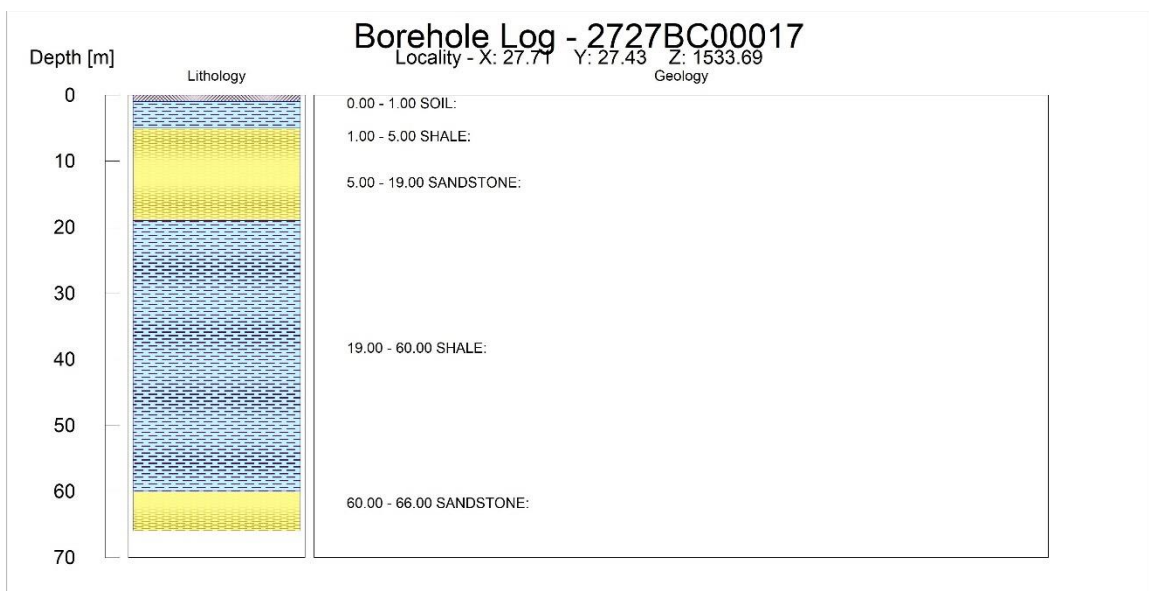 Borehole Log - 2727BC00017
Locality - X: 27.71 Y: 27.43 Z: 1533.69
Depth [m]
Lithology
Geology
0
0.00 - 1.00 SOIL:
1.00 - 5.00 SHALE:
10
5.00 - 19.00 SANDSTONE:
20
30
19.00 - 60.00 SHALE:
40
50
60
60.00 - 66.00 SANDSTONE:
70